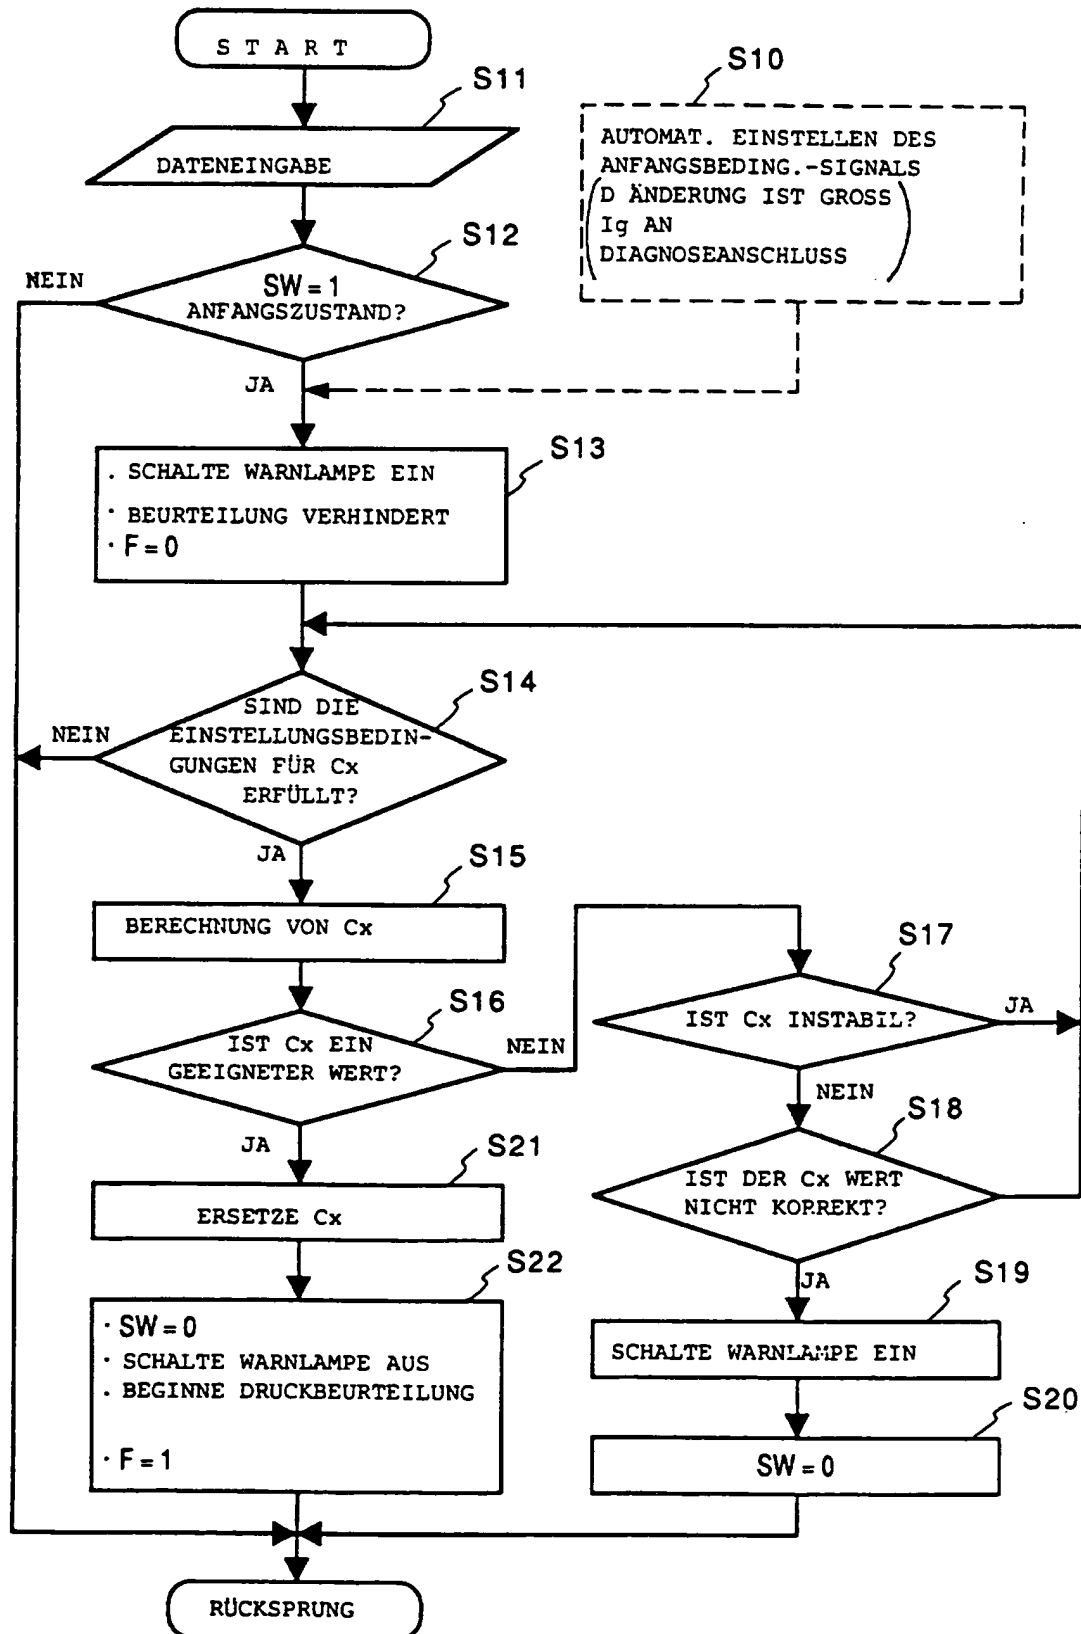 START
S11
S10
DATENEINGABE
AUTOMAT. EINSTELLEN DES
ANFANGSBEDING.-SIGNALS
D ÄNDERUNG IST GROSS
Ig AN
DIAGNOSEANSCHLUSS
S12
NEIN
SW = 1
ANFANGSZUSTAND?
JA
S13
. SCHALTE WARNLAMPE EIN
· BEURTEILUNG VERHINDERT
· F = 0
S14
NEIN
SIND DIE
EINSTELLUNGSBEDIN-
GUNGEN FÜR Cx
ERFÜLLT?
JA
S15
BERECHNUNG VON Cx
S16
IST Cx EIN
GEEIGNETER WERT?
NEIN
S17
IST Cx INSTABIL?
JA
NEIN
S18
JA
S21
IST DER Cx WERT
NICHT KORREKT?
ERSETZE Cx
S22
JA
S19
· SW = 0
· SCHALTE WARNLAMPE AUS
. BEGINNE DRUCKBEURTEILUNG
· F = 1
SCHALTE WARNLAMPE EIN
S20
SW = 0
RÜCKSPRUNG